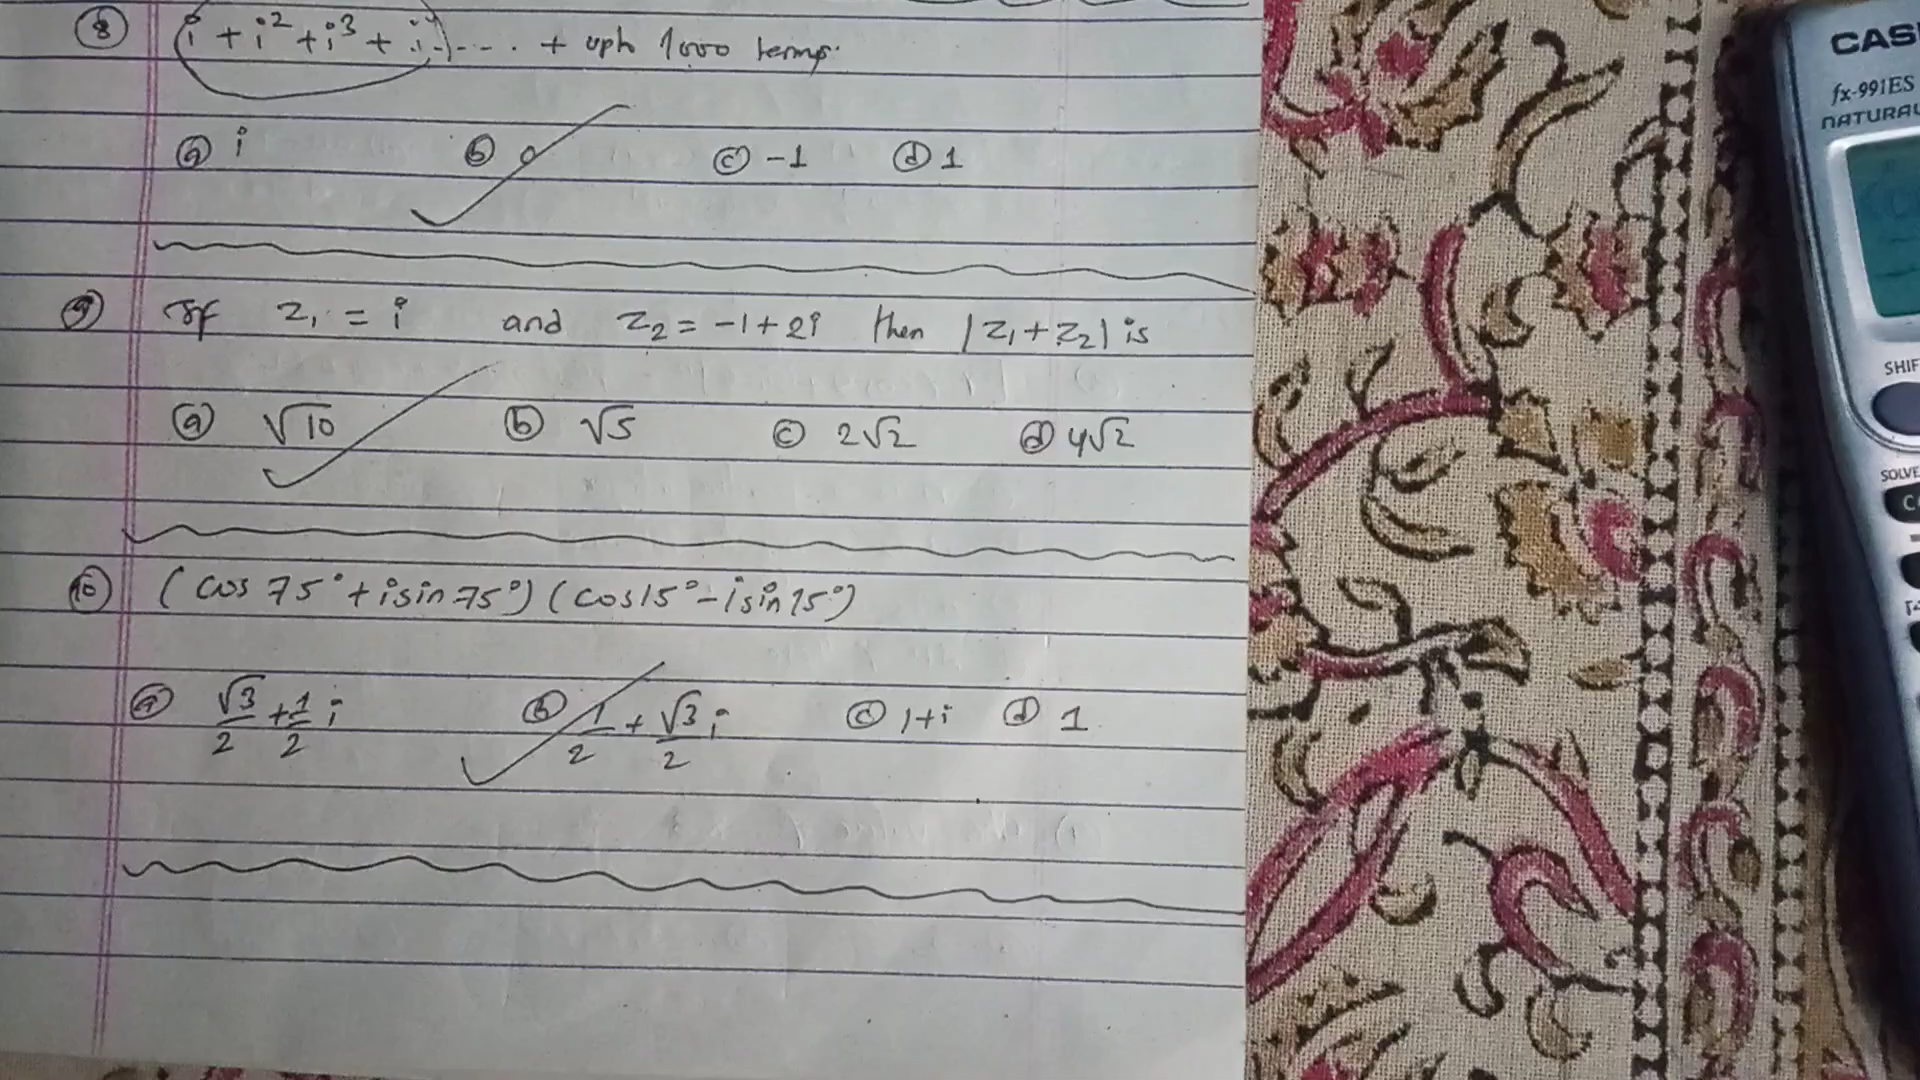 (8) i + i² + i³ + i⁴) - - - . + upto 1000 terms.
(a) i (b) 0 (c) -1 (d) 1
(9) If z₁ = i and z₂ = -1+2i then |z₁+z₂| is
(a) √10 (b) √5 (c) 2√2 (d) 4√2
(10) (cos 75° + i sin 75°) (cos 15° - i sin 15°)
(a) √3/2 + 1/2 i (b) 1/2 + √3/2 i (c) 1+i (d) 1
CAS
fx-991ES
NATURAL
SHIF
SOLVE